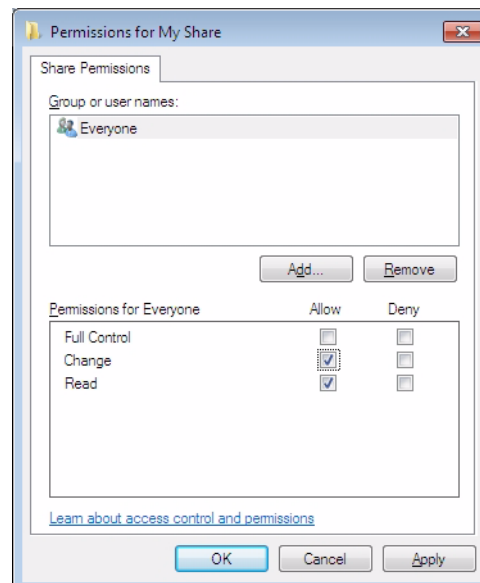 Permissions for My Share
Share Permissions
Group or user names:
Everyone
Add... Remove
Permissions for Everyone Allow Deny
Full Control
Change
Read
Learn about access control and permissions
OK Cancel Apply